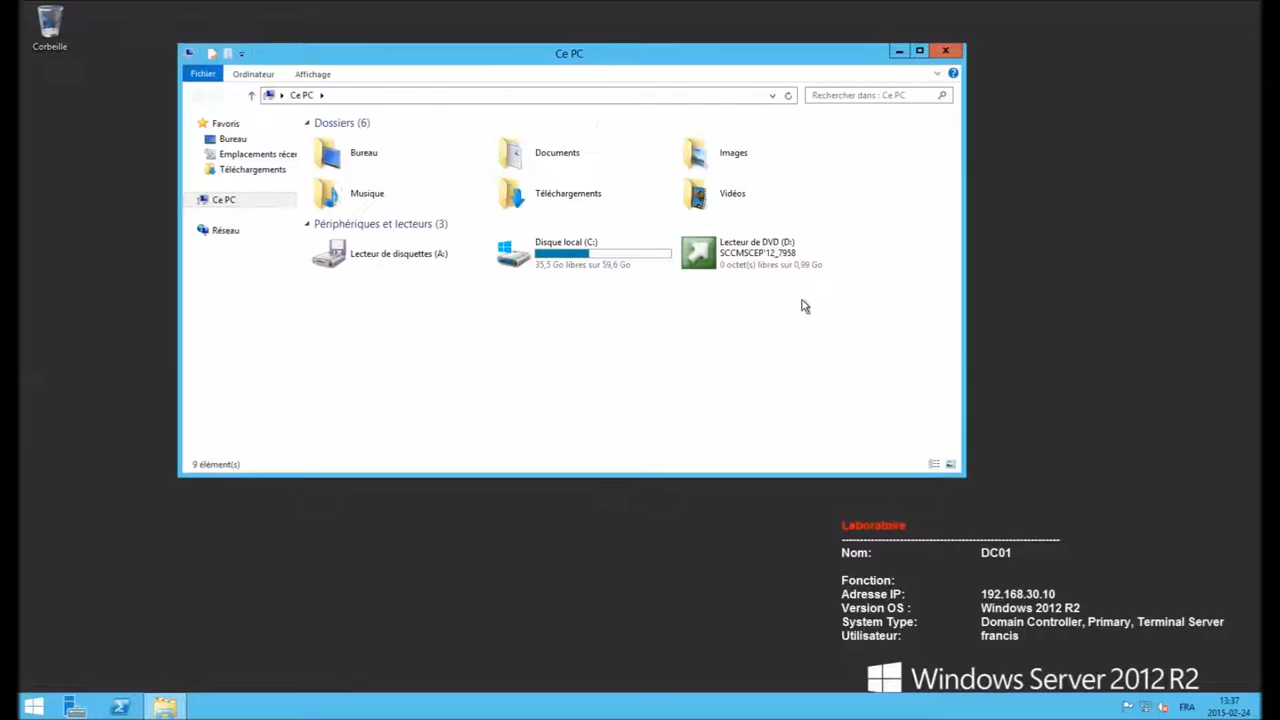 Corbeille
Ce PC
Fichier
Ordinateur
Affichage
Ce PC
Rechercher dans : Ce PC
Favoris
Bureau
Emplacements récen
Téléchargements
Ce PC
Réseau
Dossiers (6)
Bureau
Documents
Images
Musique
Téléchargements
Vidéos
Périphériques et lecteurs (3)
Lecteur de disquettes (A:)
Disque local (C:)
35,5 Go libres sur 59,6 Go
Lecteur de DVD (D:)
SCCMSCEP'12_7958
0 octet(s) libres sur 0,99 Go
9 élément(s)
Laboratoire
Nom: DC01
Fonction:
Adresse IP: 192.168.30.10
Version OS : Windows 2012 R2
System Type: Domain Controller, Primary, Terminal Server
Utilisateur: francis
Windows Server 2012 R2
FRA
13:37
2015-02-24